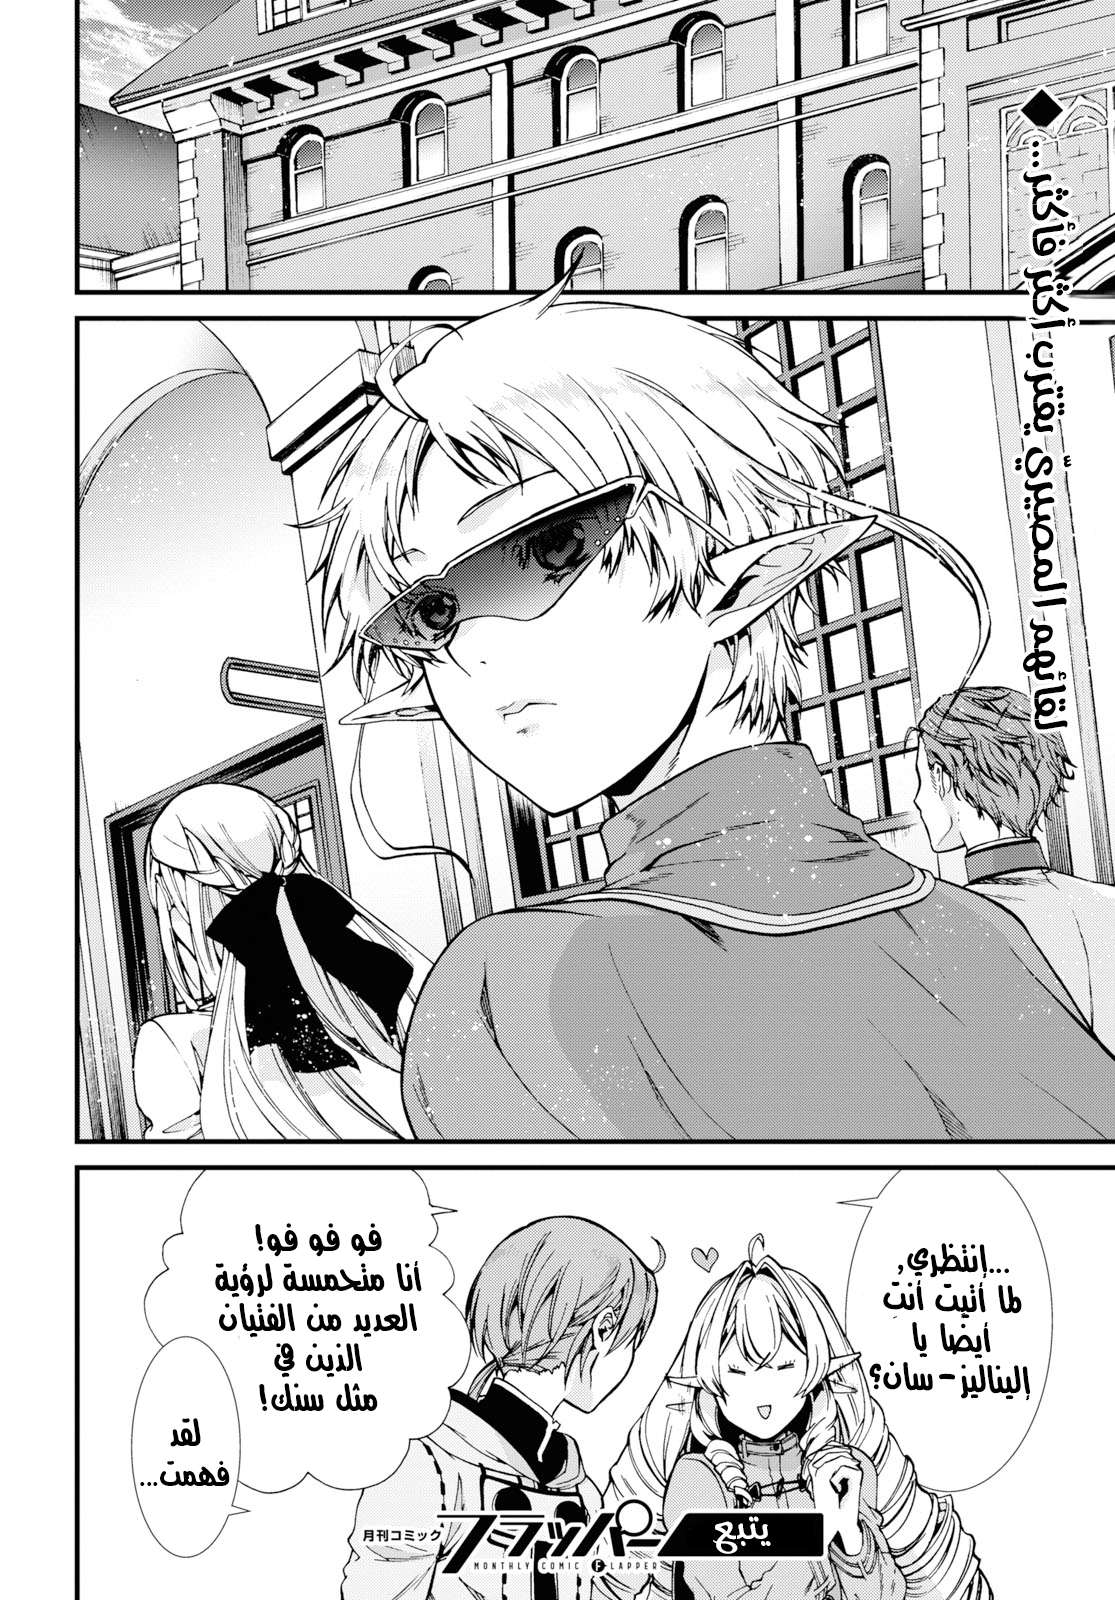 لقائهم المصيريّ يقترب أكثر فأكثر...
...إنتظري,
لما أتيت أنت
أيضا يا
إليناليز-سان؟
فو فو فو!
أنا متحمسة لرؤية
العديد من الفتيان
الذين في
مثل سنك!
لقد
فهمت...
月刊コミック フラッパー يتبع
MONTHLY COMIC FLAPPER